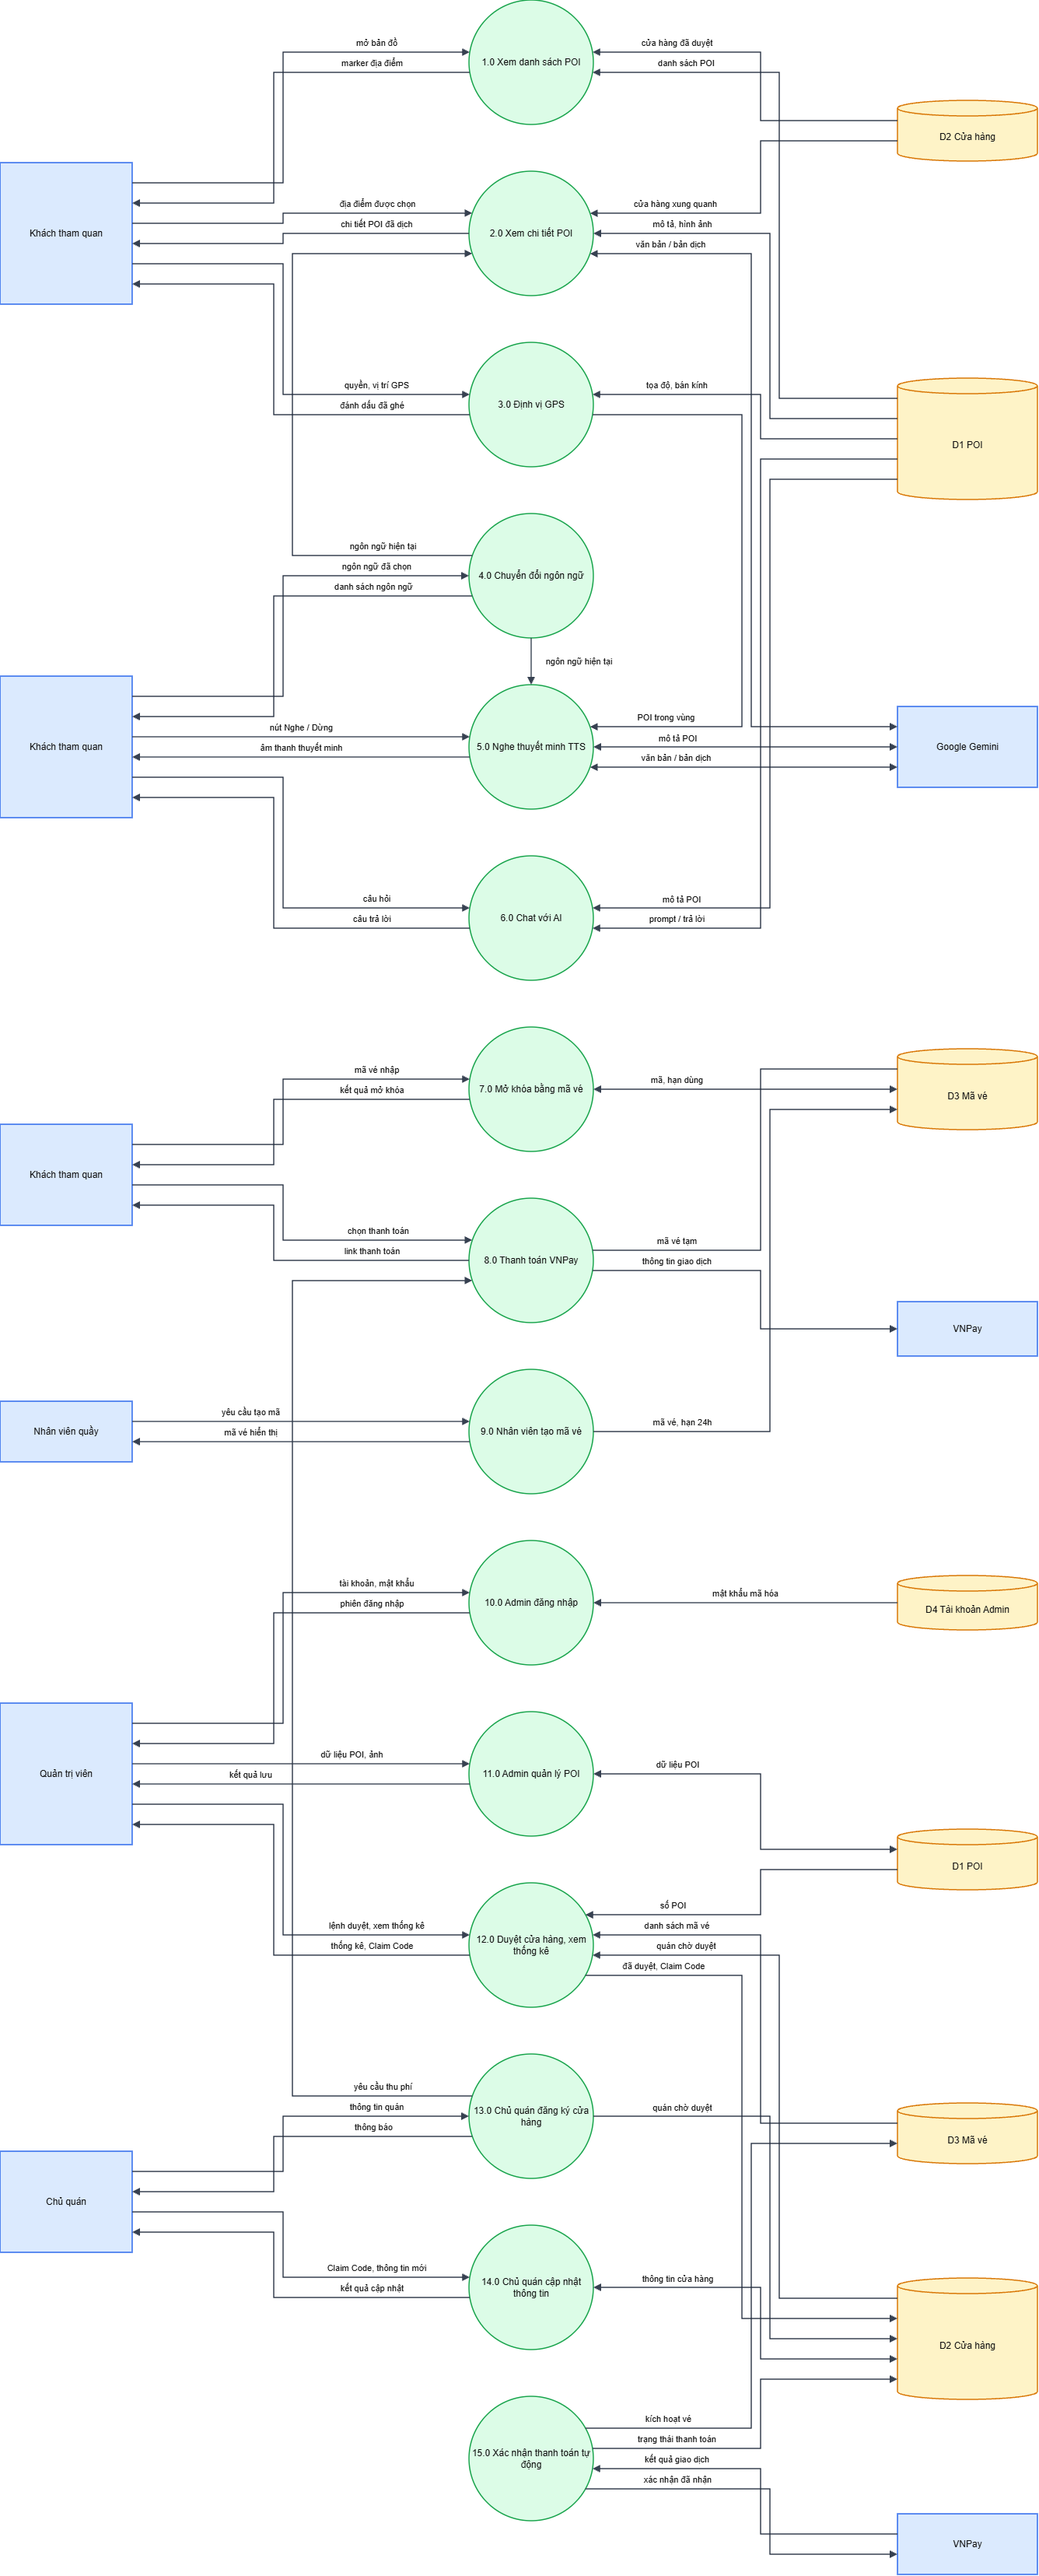 mở bản đồ
marker địa điểm
1.0 Xem danh sách POI
cửa hàng đã duyệt
danh sách POI
D2 Cửa hàng
Khách tham quan
địa điểm được chọn
chi tiết POI đã dịch
2.0 Xem chi tiết POI
cửa hàng xung quanh
mô tả, hình ảnh
văn bản / bản dịch
quyền, vị trí GPS
đánh dấu đã ghé
3.0 Định vị GPS
tọa độ, bán kính
D1 POI
ngôn ngữ hiện tại
ngôn ngữ đã chọn
danh sách ngôn ngữ
4.0 Chuyển đổi ngôn ngữ
ngôn ngữ hiện tại
Khách tham quan
nút Nghe / Dừng
âm thanh thuyết minh
5.0 Nghe thuyết minh TTS
POI trong vùng
mô tả POI
văn bản / bản dịch
Google Gemini
câu hỏi
câu trả lời
6.0 Chat với AI
mô tả POI
prompt / trả lời
mã vé nhập
kết quả mở khóa
7.0 Mở khóa bằng mã vé
mã, hạn dùng
D3 Mã vé
Khách tham quan
chọn thanh toán
link thanh toán
8.0 Thanh toán VNPay
mã vé tạm
thông tin giao dịch
VNPay
Nhân viên quầy
yêu cầu tạo mã
mã vé hiển thị
9.0 Nhân viên tạo mã vé
mã vé, hạn 24h
tài khoản, mật khẩu
phiên đăng nhập
10.0 Admin đăng nhập
mật khẩu mã hóa
D4 Tài khoản Admin
Quản trị viên
dữ liệu POI, ảnh
kết quả lưu
11.0 Admin quản lý POI
dữ liệu POI
D1 POI
lệnh duyệt, xem thống kê
thống kê, Claim Code
12.0 Duyệt cửa hàng, xem
thống kê
số POI
danh sách mã vé
quán chờ duyệt
đã duyệt, Claim Code
yêu cầu thu phí
thông tin quán
thông báo
13.0 Chủ quán đăng ký cửa
hàng
quán chờ duyệt
D3 Mã vé
Chủ quán
Claim Code, thông tin mới
kết quả cập nhật
14.0 Chủ quán cập nhật
thông tin
thông tin cửa hàng
D2 Cửa hàng
15.0 Xác nhận thanh toán tự
động
kích hoạt vé
trạng thái thanh toán
kết quả giao dịch
xác nhận đã nhận
VNPay